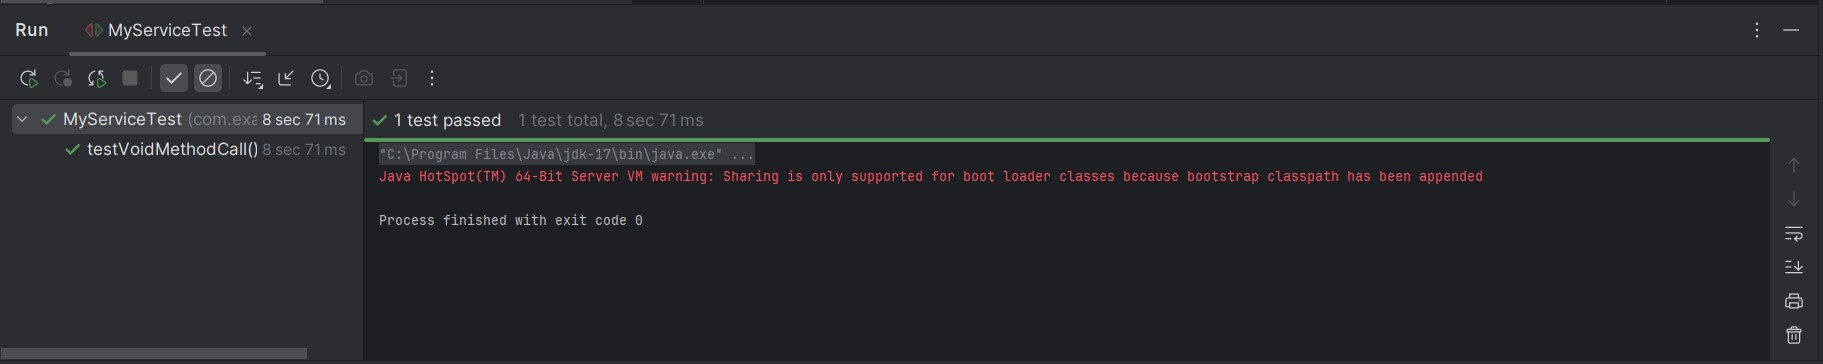 Run MyServiceTest
MyServiceTest (com.exa 8 sec 71 ms
testVoidMethodCall() 8 sec 71 ms
1 test passed 1 test total, 8 sec 71 ms
"C:\Program Files\Java\jdk-17\bin\java.exe" ...
Java HotSpot(TM) 64-Bit Server VM warning: Sharing is only supported for boot loader classes because bootstrap classpath has been appended
Process finished with exit code 0